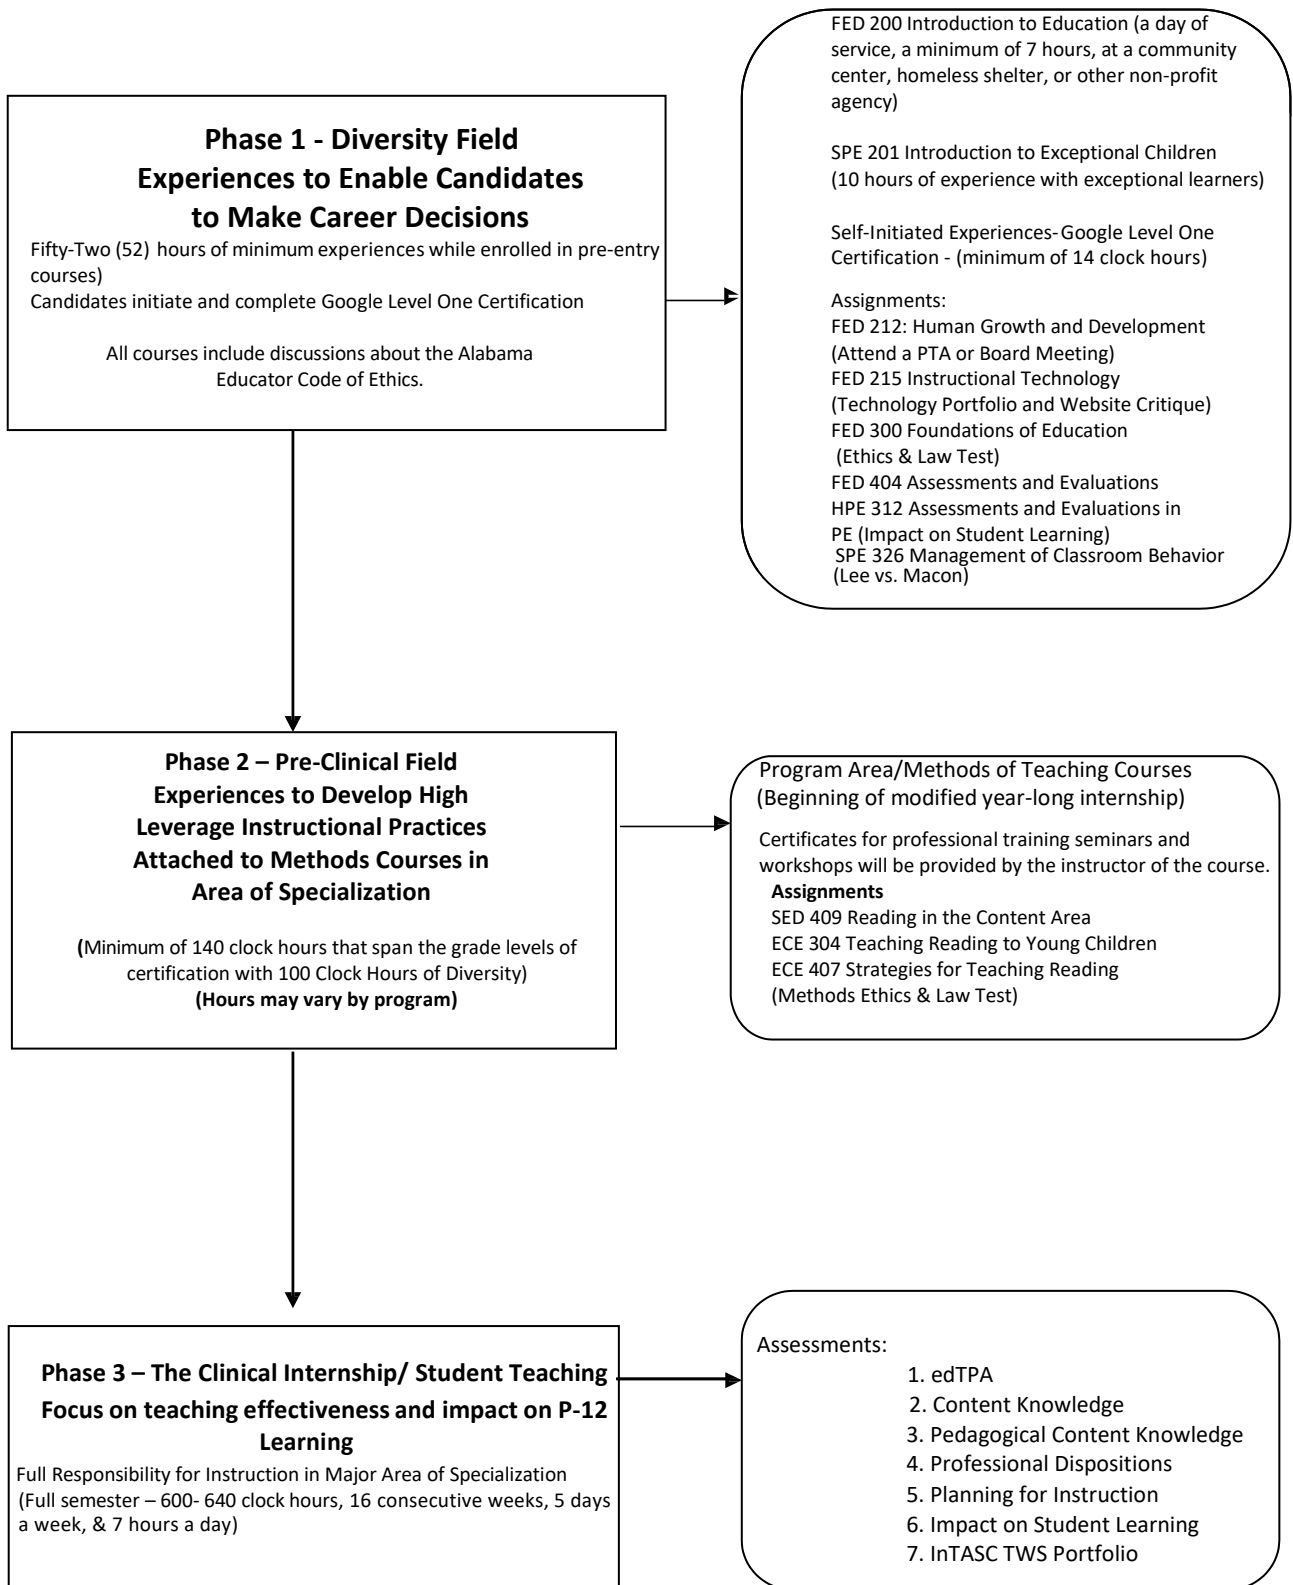 Phase 1 - Diversity Field
Experiences to Enable Candidates
to Make Career Decisions
Fifty-Two (52) hours of minimum experiences while enrolled in pre-entry
courses)
Candidates initiate and complete Google Level One Certification
All courses include discussions about the Alabama
Educator Code of Ethics.
FED 200 Introduction to Education (a day of
service, a minimum of 7 hours, at a community
center, homeless shelter, or other non-profit
agency)
SPE 201 Introduction to Exceptional Children
(10 hours of experience with exceptional learners)
Self-Initiated Experiences-Google Level One
Certification - (minimum of 14 clock hours)
Assignments:
FED 212: Human Growth and Development
(Attend a PTA or Board Meeting)
FED 215 Instructional Technology
(Technology Portfolio and Website Critique)
FED 300 Foundations of Education
(Ethics & Law Test)
FED 404 Assessments and Evaluations
HPE 312 Assessments and Evaluations in
PE (Impact on Student Learning)
SPE 326 Management of Classroom Behavior
(Lee vs. Macon)
Phase 2 – Pre-Clinical Field
Experiences to Develop High
Leverage Instructional Practices
Attached to Methods Courses in
Area of Specialization
(Minimum of 140 clock hours that span the grade levels of
certification with 100 Clock Hours of Diversity)
(Hours may vary by program)
Program Area/Methods of Teaching Courses
(Beginning of modified year-long internship)
Certificates for professional training seminars and
workshops will be provided by the instructor of the course.
Assignments
SED 409 Reading in the Content Area
ECE 304 Teaching Reading to Young Children
ECE 407 Strategies for Teaching Reading
(Methods Ethics & Law Test)
Phase 3 – The Clinical Internship/ Student Teaching
Focus on teaching effectiveness and impact on P-12
Learning
Full Responsibility for Instruction in Major Area of Specialization
(Full semester – 600- 640 clock hours, 16 consecutive weeks, 5 days
a week, & 7 hours a day)
Assessments:
1. edTPA
2. Content Knowledge
3. Pedagogical Content Knowledge
4. Professional Dispositions
5. Planning for Instruction
6. Impact on Student Learning
7. InTASC TWS Portfolio